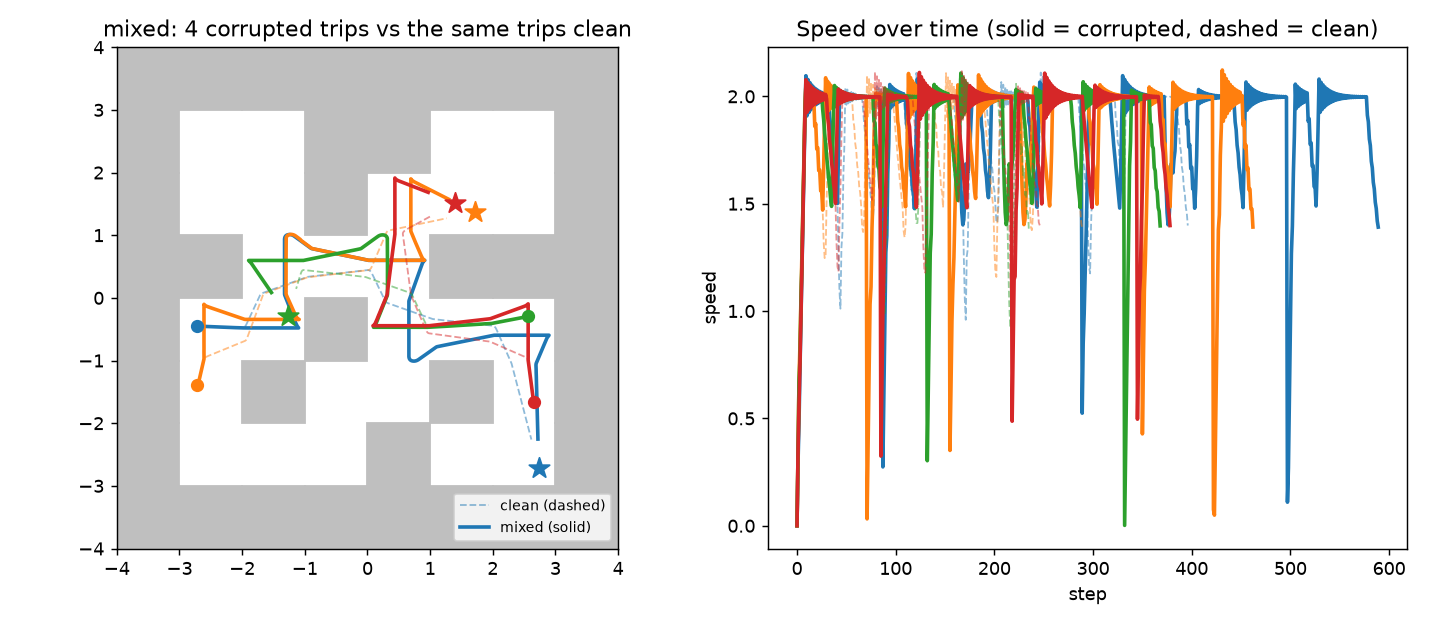 mixed: 4 corrupted trips vs the same trips clean
4
3
2
1
0
−1
−2
−3
−4
−4 −3 −2 −1 0 1 2 3 4
clean (dashed)
mixed (solid)
Speed over time (solid = corrupted, dashed = clean)
speed
2.0
1.5
1.0
0.5
0.0
0 100 200 300 400 500 600
step